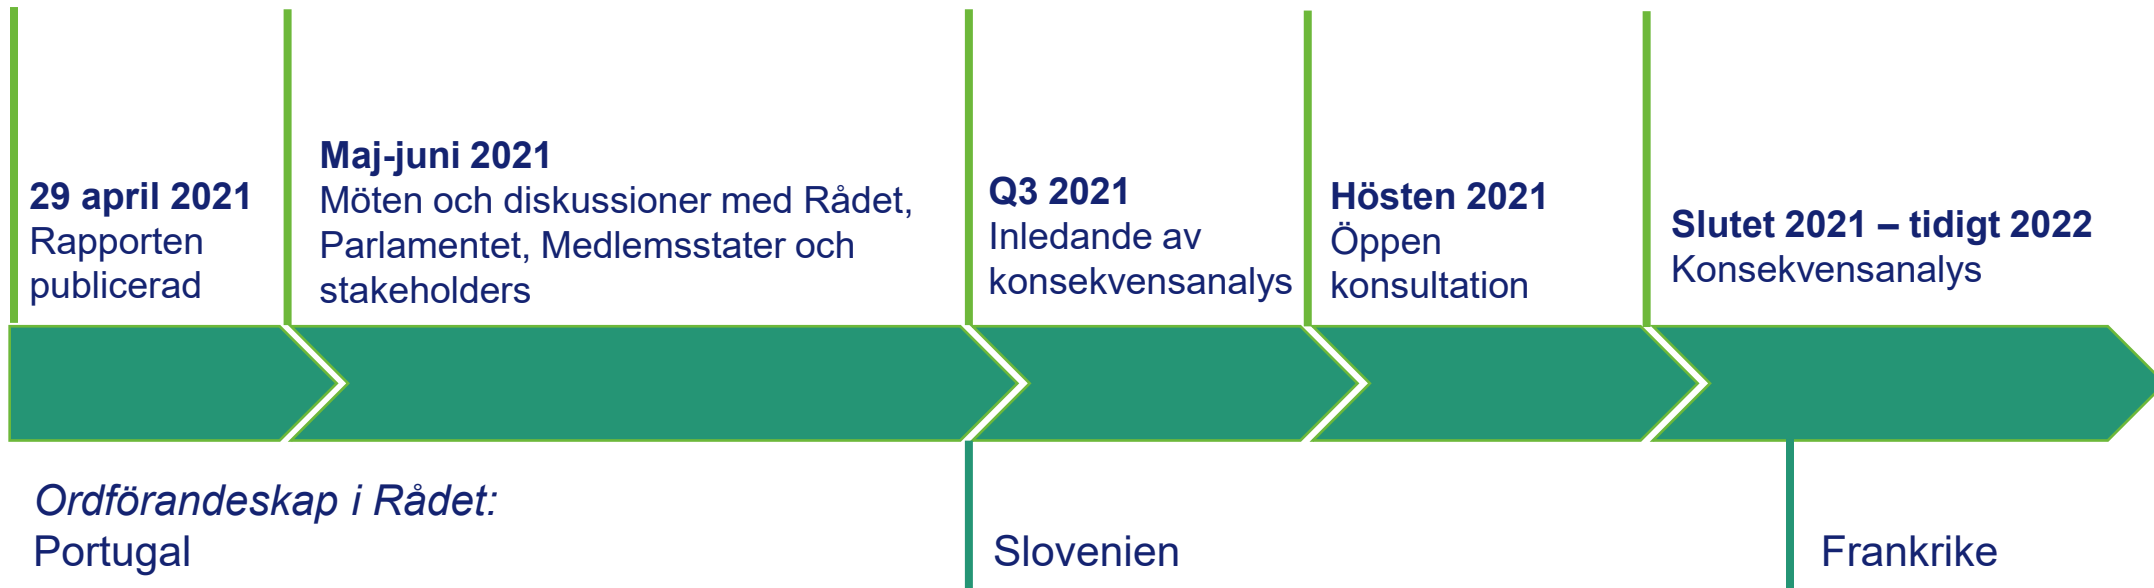 29 april 2021
Rapporten
publicerad
Maj-juni 2021
Möten och diskussioner med Rådet,
Parlamentet, Medlemsstater och
stakeholders
Q3 2021
Inledande av
konsekvensanalys
Hösten 2021
Öppen
konsultation
Slutet 2021 – tidigt 2022
Konsekvensanalys
Ordförandeskap i Rådet:
Portugal
Slovenien
Frankrike